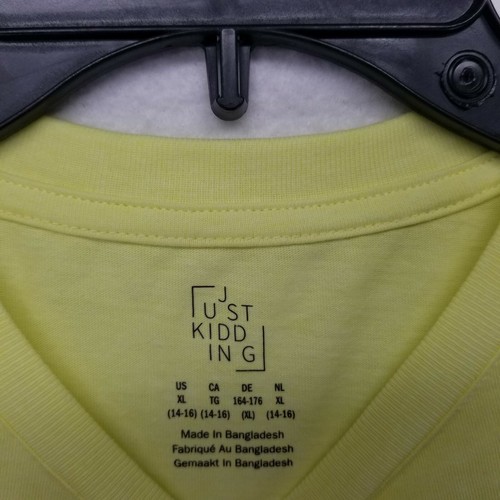 J
U ST
KIDD
IN G
US CA DE NL
XL TG 164-176 XL
(14-16) (14-16) (XL) (14-16)
Made In Bangladesh
Fabriqué Au Bangladesh
Gemaakt In Bangladesh